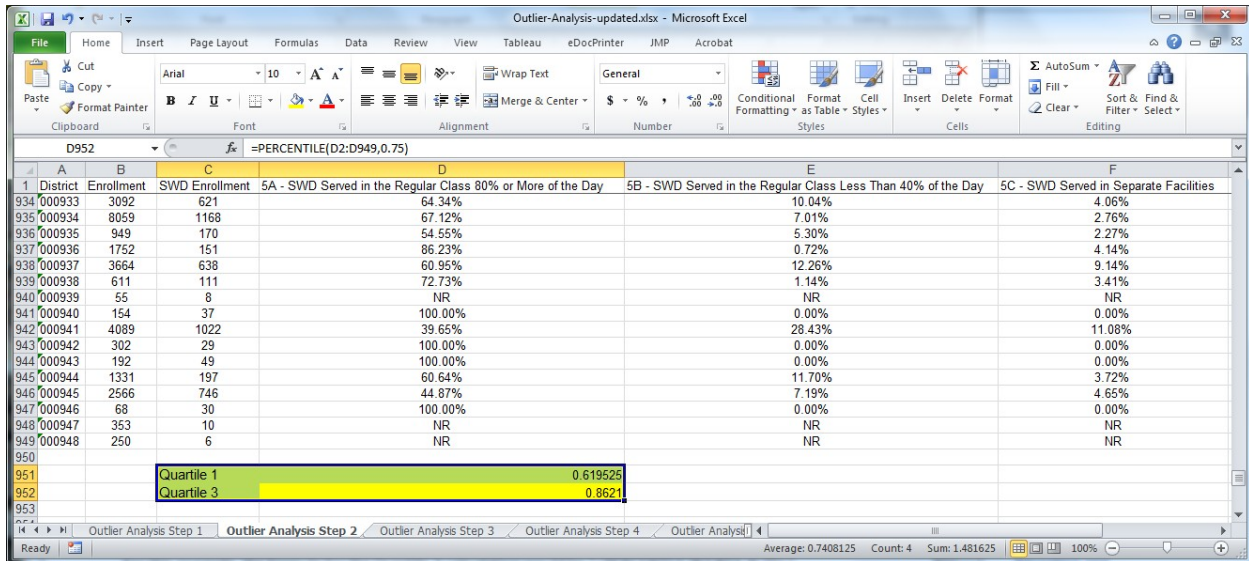 Outlier-Analysis-updated.xlsx - Microsoft Excel
File Home Insert Page Layout Formulas Data Review View Tableau eDocPrinter JMP Acrobat
Paste
Cut
Copy
Format Painter
Clipboard
Arial 10 A A
B I U A
Font
Wrap Text
Merge & Center
Alignment
General
$ % , .0 .00 .00 .0
Number
Conditional Formatting
Format as Table
Cell Styles
Styles
Insert Delete Format
Cells
Σ AutoSum
Fill
Clear
Sort & Filter
Find & Select
Editing
D952 fx =PERCENTILE(D2:D949,0.75)
A B C D E F
1 District Enrollment SWD Enrollment 5A - SWD Served in the Regular Class 80% or More of the Day 5B - SWD Served in the Regular Class Less Than 40% of the Day 5C - SWD Served in Separate Facilities
934 000933 3092 621 64.34% 10.04% 4.06%
935 000934 8059 1168 67.12% 7.01% 2.76%
936 000935 949 170 54.55% 5.30% 2.27%
937 000936 1752 151 86.23% 0.72% 4.14%
938 000937 3664 638 60.95% 12.26% 9.14%
939 000938 611 111 72.73% 1.14% 3.41%
940 000939 55 8 NR NR NR
941 000940 154 37 100.00% 0.00% 0.00%
942 000941 4089 1022 39.65% 28.43% 11.08%
943 000942 302 29 100.00% 0.00% 0.00%
944 000943 192 49 100.00% 0.00% 0.00%
945 000944 1331 197 60.64% 11.70% 3.72%
946 000945 2566 746 44.87% 7.19% 4.65%
947 000946 68 30 100.00% 0.00% 0.00%
948 000947 353 10 NR NR NR
949 000948 250 6 NR NR NR
950
951 Quartile 1 0.619525
952 Quartile 3 0.8621
953
Outlier Analysis Step 1 Outlier Analysis Step 2 Outlier Analysis Step 3 Outlier Analysis Step 4 Outlier Analysis
Ready Average: 0.7408125 Count: 4 Sum: 1.481625 100%